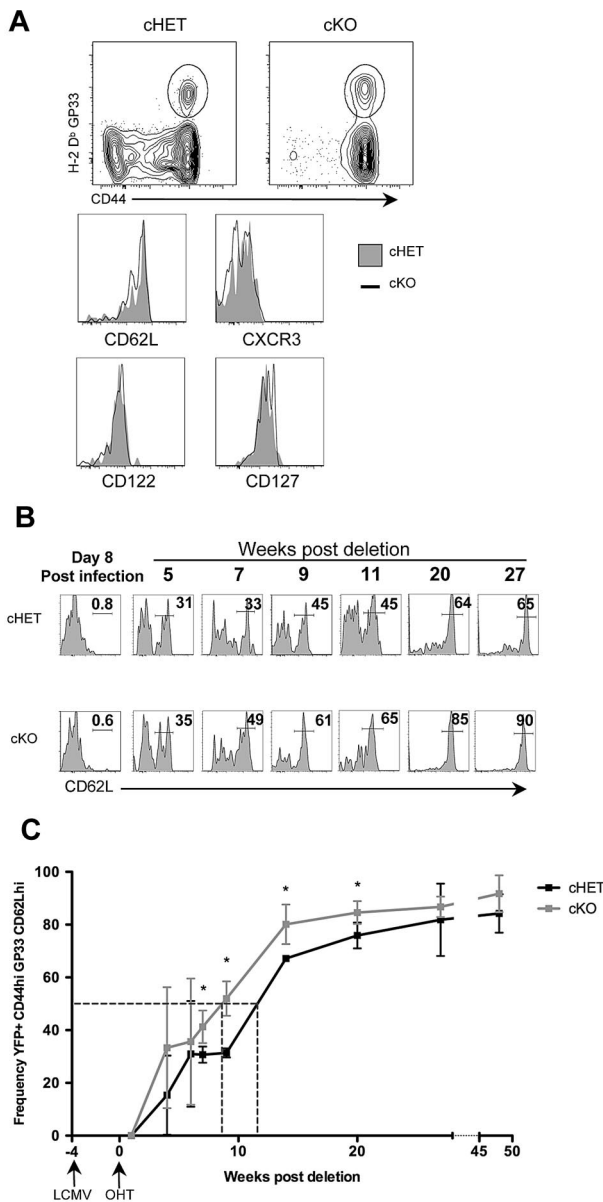 A
cHET
cKO
H-2 Dᵇ GP33
CD44
cHET
cKO
CD62L
CXCR3
CD122
CD127
B
Day 8
Post infection
Weeks post deletion
5 7 9 11 20 27
cHET
0.8 31 33 45 45 64 65
cKO
0.6 35 49 61 65 85 90
CD62L
C
Frequency YFP+ CD44hi GP33 CD62Lhi
100
80
60
40
20
0
* * * *
cHET
cKO
-4 0 10 20 45 50
LCMV OHT
Weeks post deletion